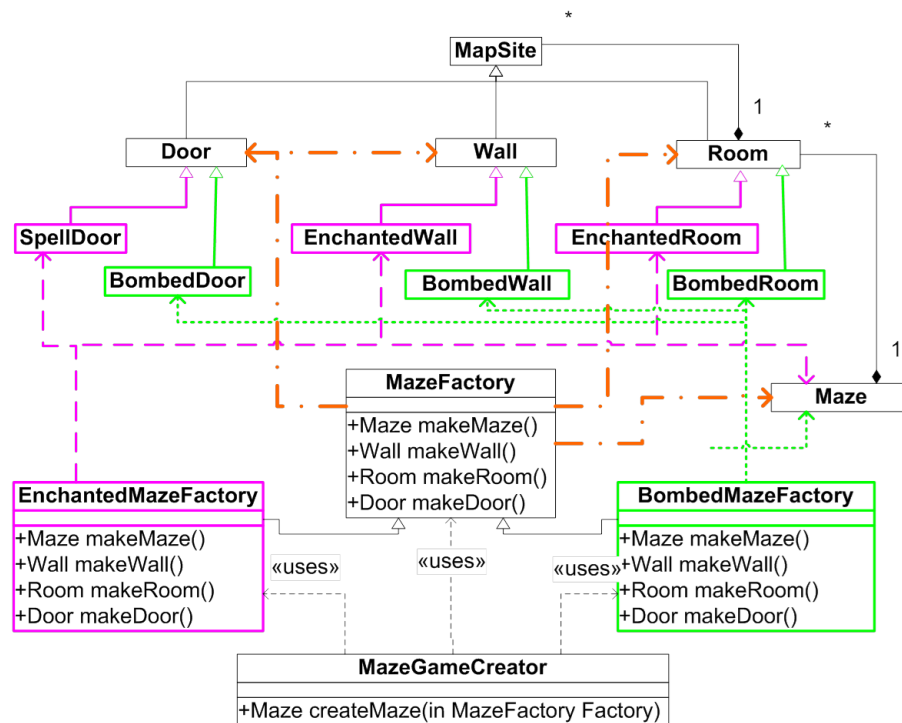 *
MapSite
1
*
Door
Wall
Room
SpellDoor
EnchantedWall
EnchantedRoom
BombedDoor
BombedWall
BombedRoom
1
MazeFactory
Maze
+Maze makeMaze()
+Wall makeWall()
+Room makeRoom()
+Door makeDoor()
EnchantedMazeFactory
+Maze makeMaze()
+Wall makeWall()
+Room makeRoom()
+Door makeDoor()
BombedMazeFactory
+Maze makeMaze()
+Wall makeWall()
+Room makeRoom()
+Door makeDoor()
«uses»
«uses»
«uses»
MazeGameCreator
+Maze createMaze(in MazeFactory Factory)